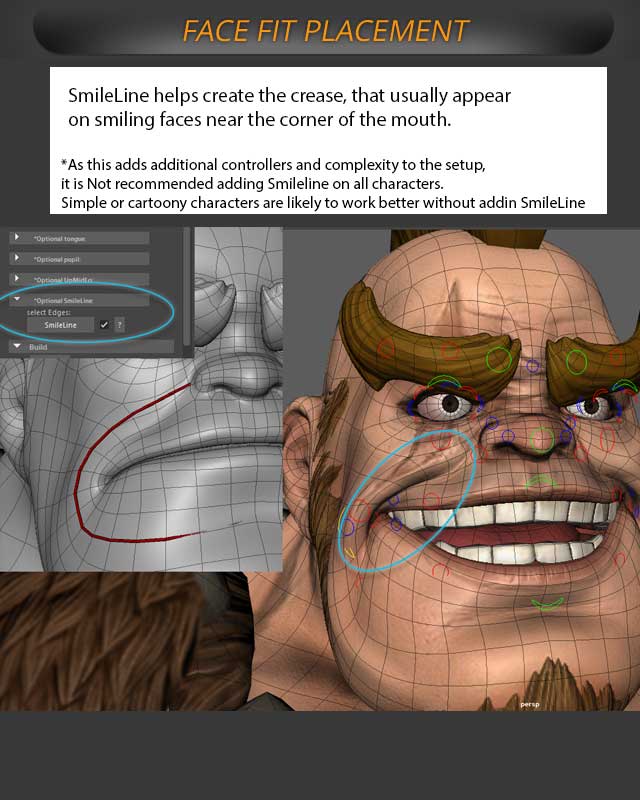 FACE FIT PLACEMENT
SmileLine helps create the crease, that usually appear
on smiling faces near the corner of the mouth.
*As this adds additional controllers and complexity to the setup,
it is Not recommended adding Smileline on all characters.
Simple or cartoony characters are likely to work better without addin SmileLine
*Optional tongue:
*Optional pupil:
*Optional UpMidLo:
*Optional SmileLine:
select Edges:
SmileLine ?
Build
persp